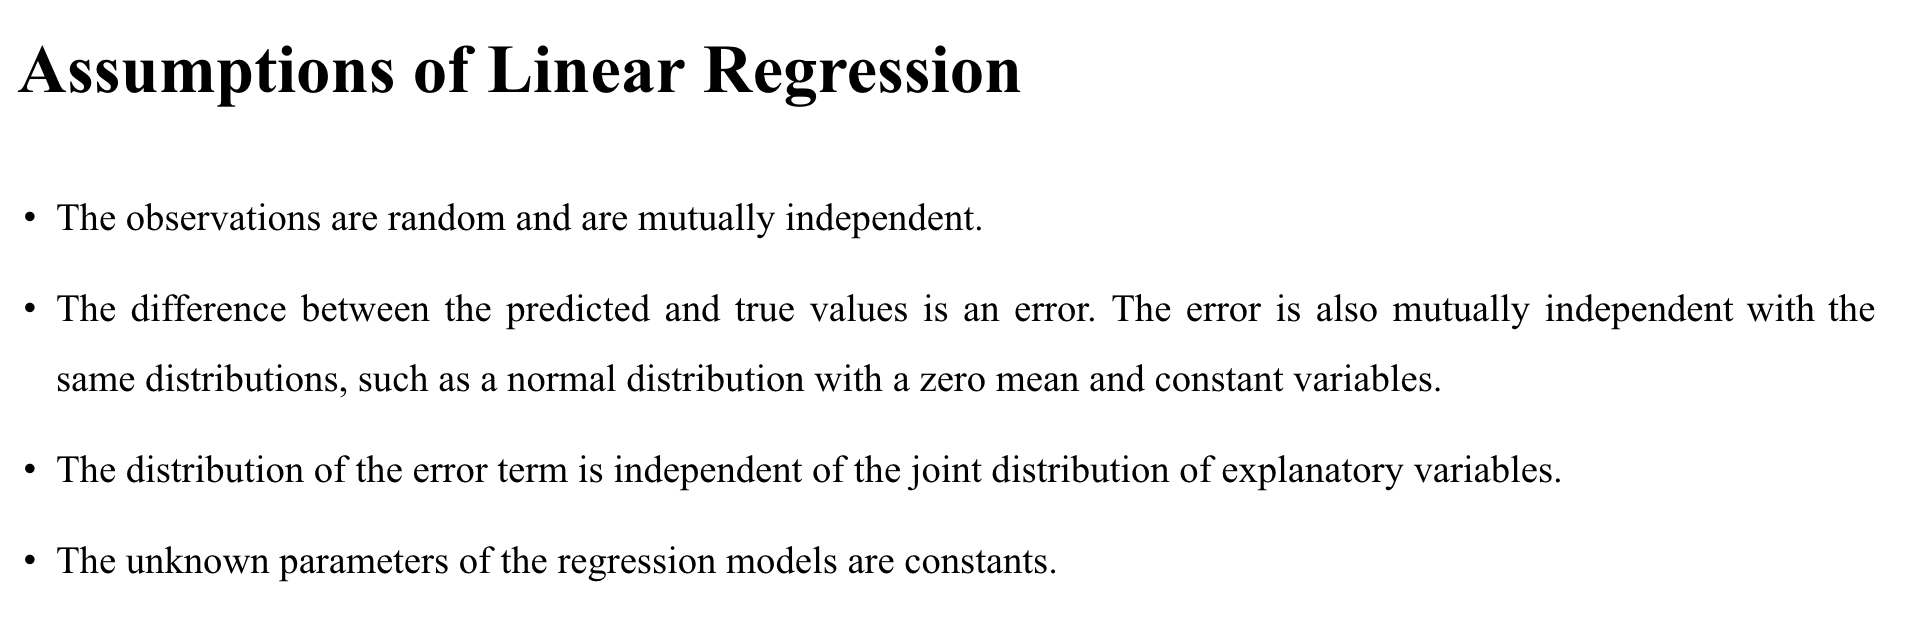 Assumptions of Linear Regression
• The observations are random and are mutually independent.
• The difference between the predicted and true values is an error. The error is also mutually independent with the
same distributions, such as a normal distribution with a zero mean and constant variables.
• The distribution of the error term is independent of the joint distribution of explanatory variables.
• The unknown parameters of the regression models are constants.